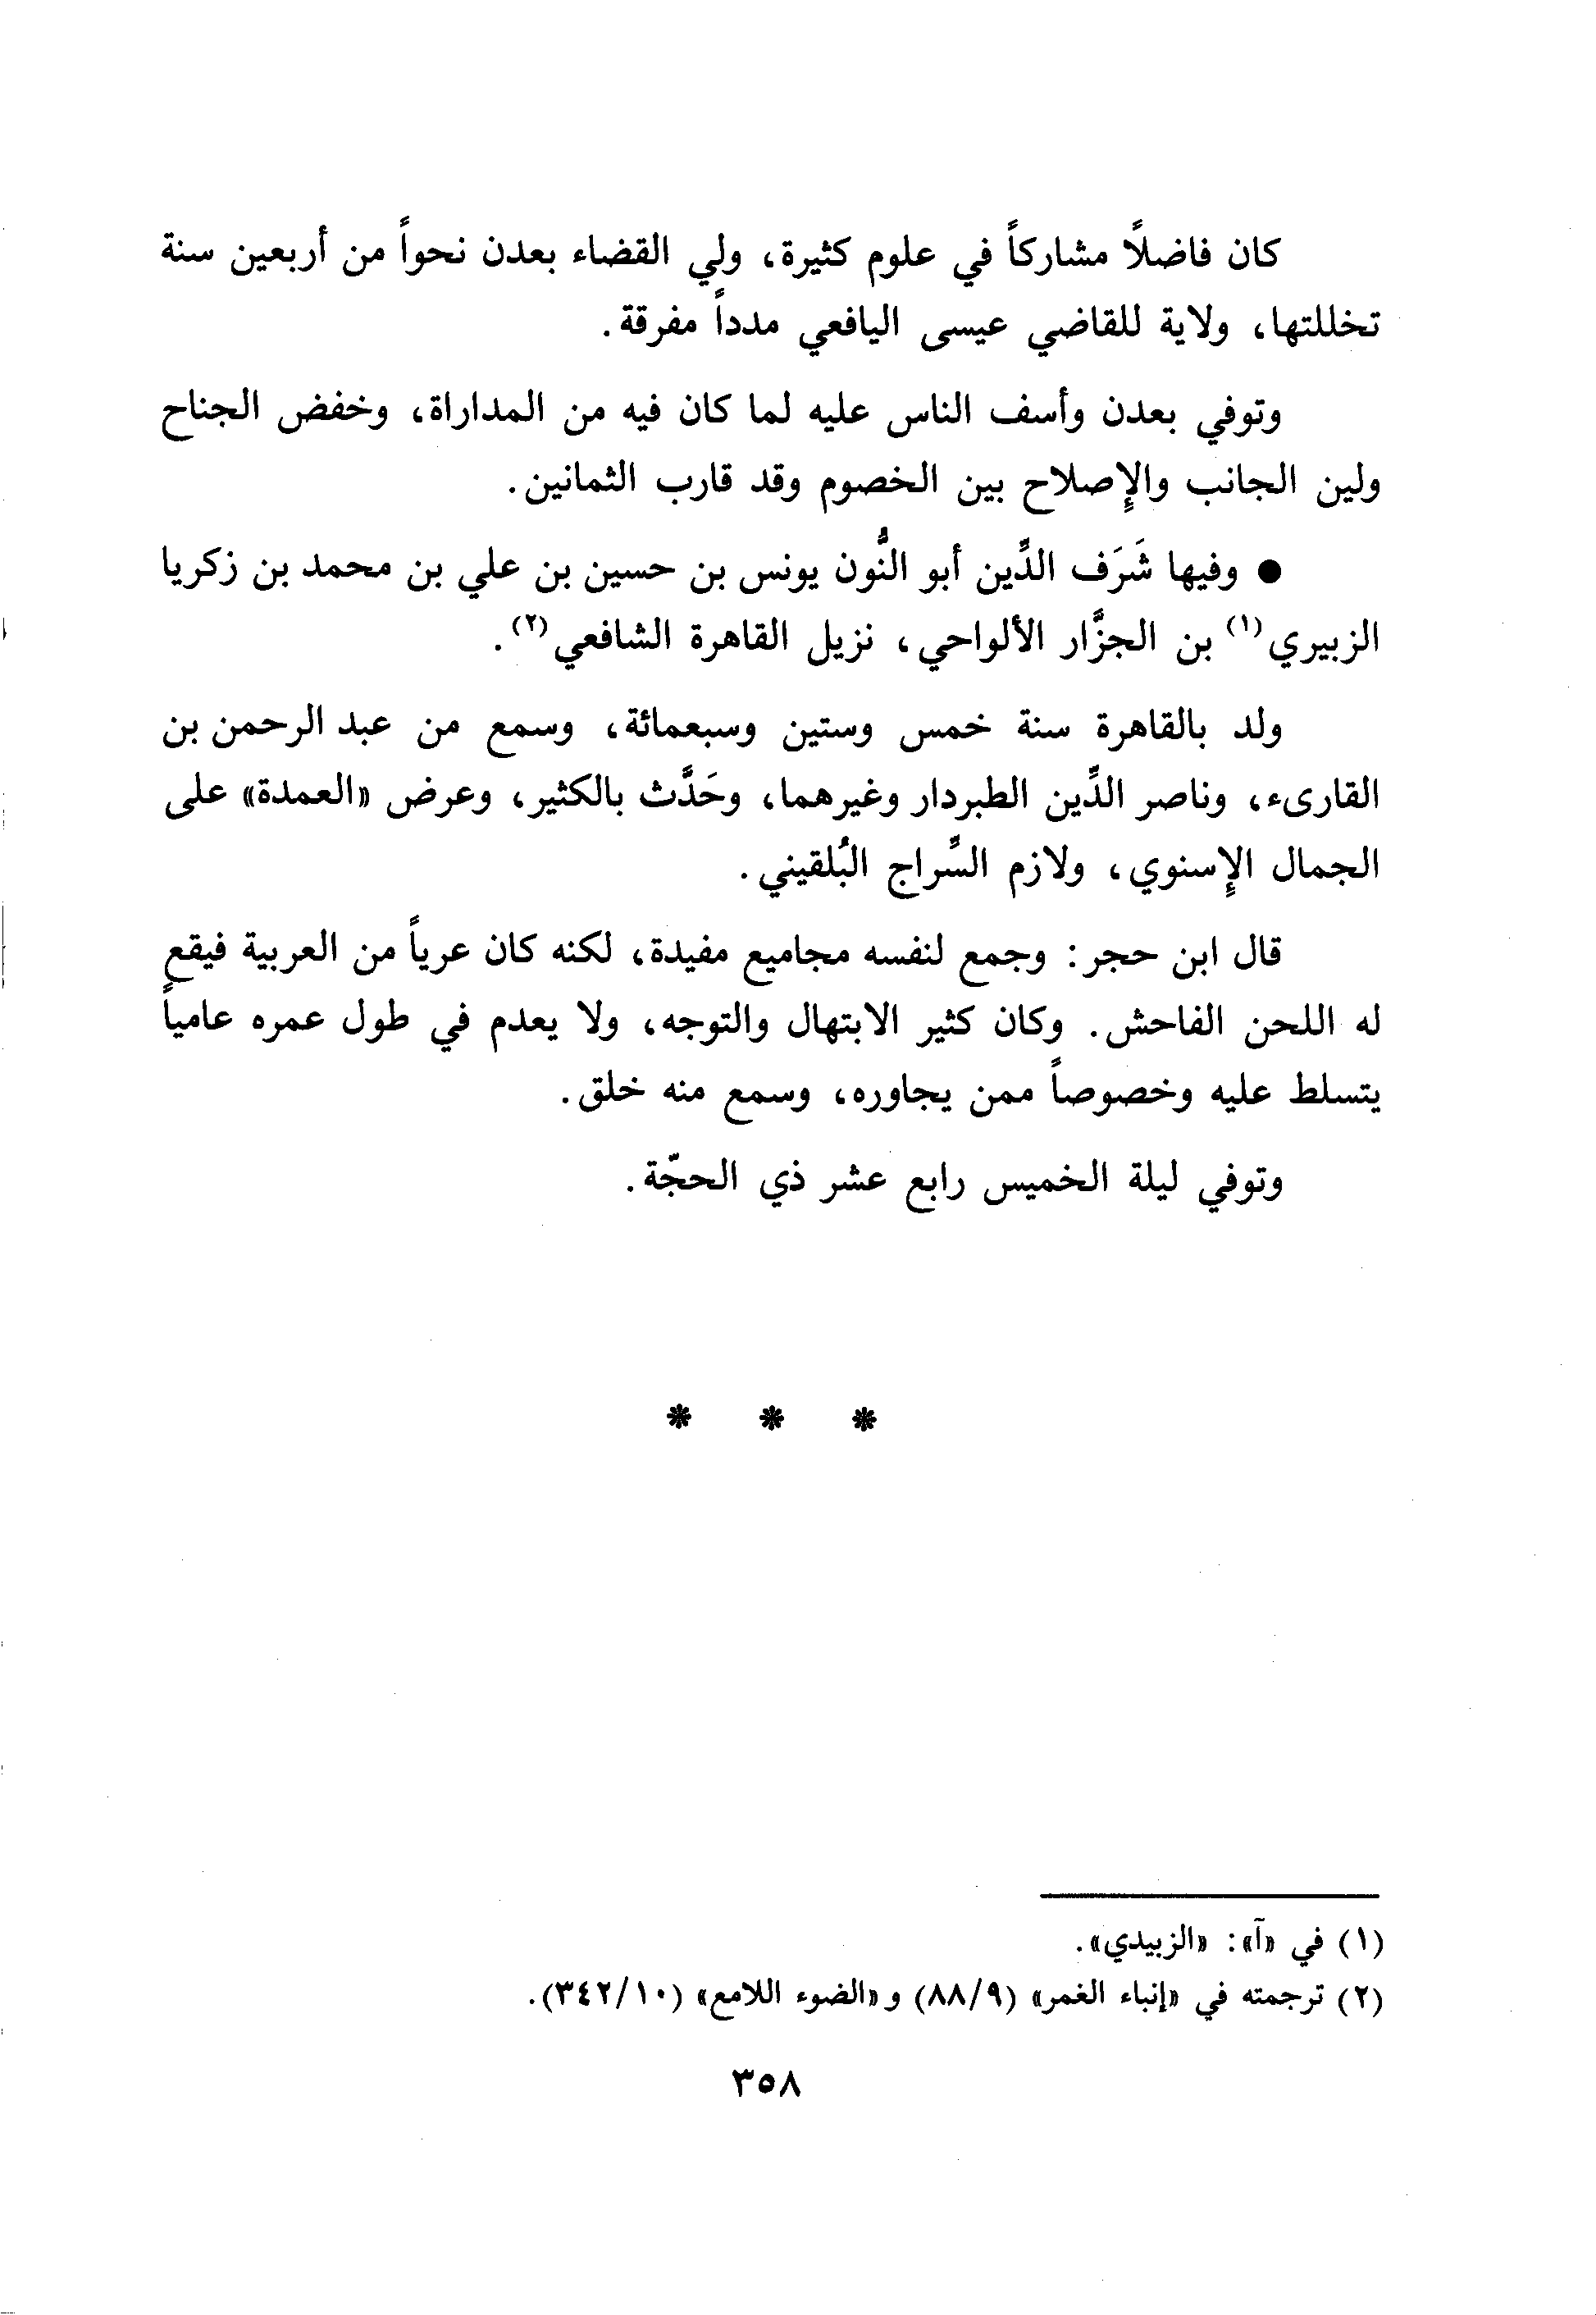 كان فاضلًا مشاركاً في علوم كثيرة، ولي القضاء بعدن نحواً من أربعين سنة
تخللتها، ولاية للقاضي عيسى اليافعي مدداً مفرقة.
وتوفي بعدن وأسف الناس عليه لما كان فيه من المداراة، وخفض الجناح
ولين الجانب والإصلاح بين الخصوم وقد قارب الثمانين.
● وفيها شَرَف الدِّين أبو النُّون يونس بن حسين بن علي بن محمد بن زكريا
الزبيري(١) بن الجزَّار الألواحي، نزيل القاهرة الشافعي(٢).
ولد بالقاهرة سنة خمس وستين وسبعمائة، وسمع من عبد الرحمن بن
القارىء، وناصر الدِّين الطبردار وغيرهما، وحَدَّث بالكثير، وعرض «العمدة» على
الجمال الإسنوي، ولازم السِّراج البُلقيني.
قال ابن حجر: وجمع لنفسه مجاميع مفيدة، لكنه كان عرياً من العربية فيقع
له اللحن الفاحش. وكان كثير الابتهال والتوجه، ولا يعدم في طول عمره عامياً
يتسلط عليه وخصوصاً ممن يجاوره، وسمع منه خلق.
وتوفي ليلة الخميس رابع عشر ذي الحجّة.
* * *
(١) في «آ»: «الزبيدي».
(٢) ترجمته في «إنباء الغمر» (٨٨/٩) و «الضوء اللامع» (٣٤٢/١٠).
٣٥٨